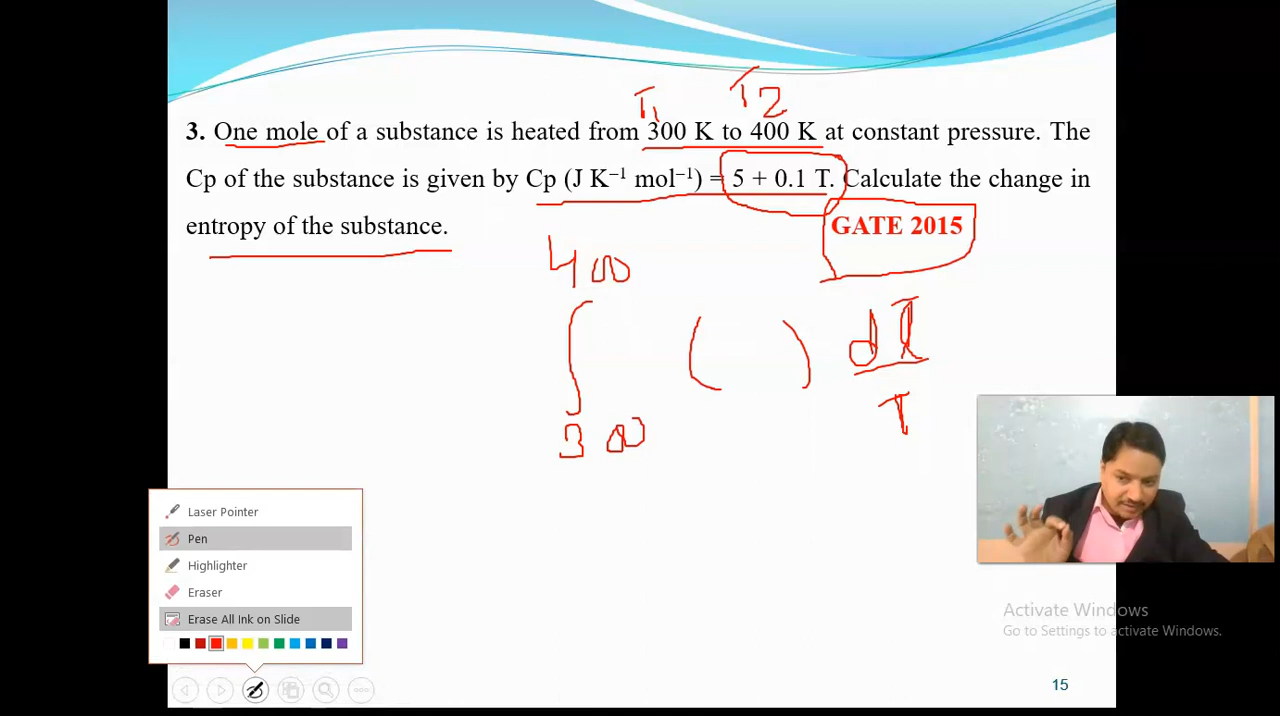 T1 T2
3. One mole of a substance is heated from 300 K to 400 K at constant pressure. The
Cp of the substance is given by Cp (J K⁻¹ mol⁻¹) = 5 + 0.1 T. Calculate the change in
entropy of the substance.
GATE 2015
400
∫ ( ) dT
T
300
Laser Pointer
Pen
Highlighter
Eraser
Erase All Ink on Slide
Activate Windows
Go to Settings to activate Windows.
15